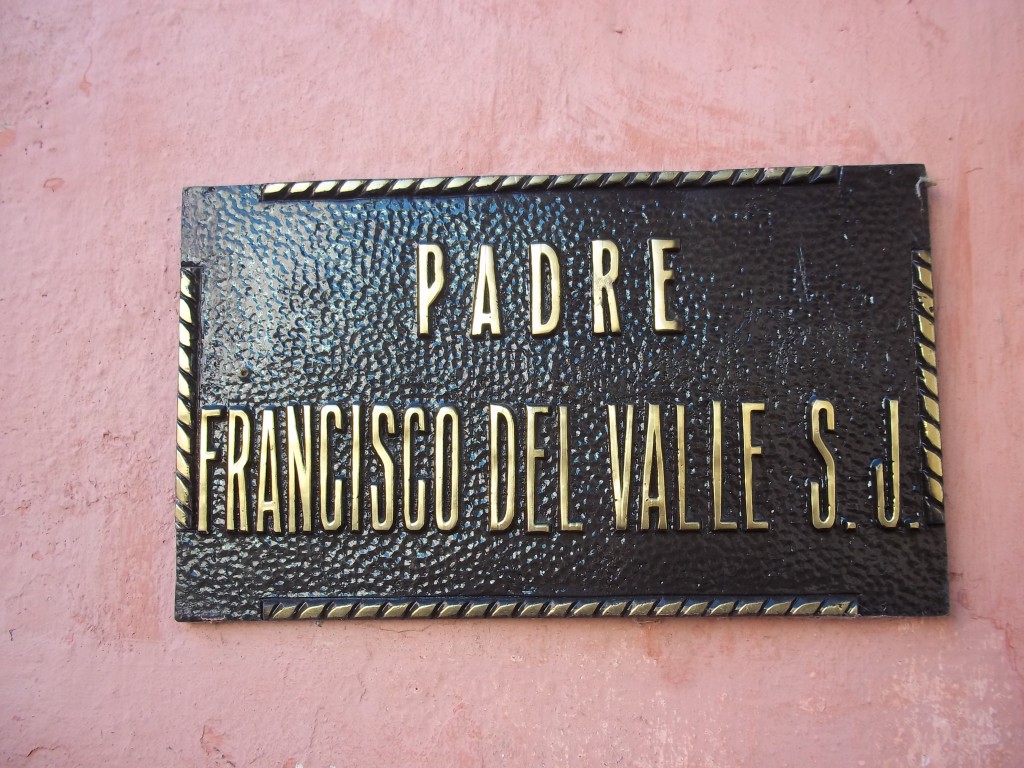 PADRE
FRANCISCO DEL VALLE S. J.